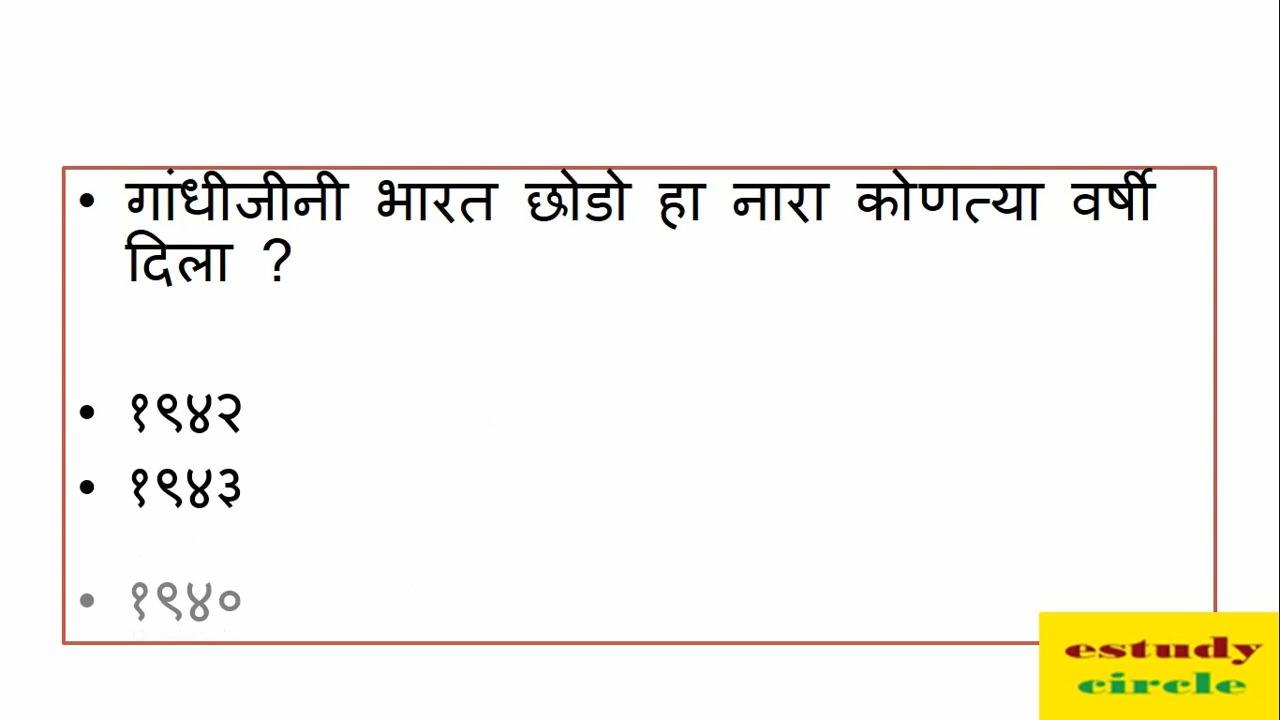 • गांधीजीनी भारत छोडो हा नारा कोणत्या वर्षी
दिला ?
• १९४२
• १९४३
• १९४०
estudy
circle